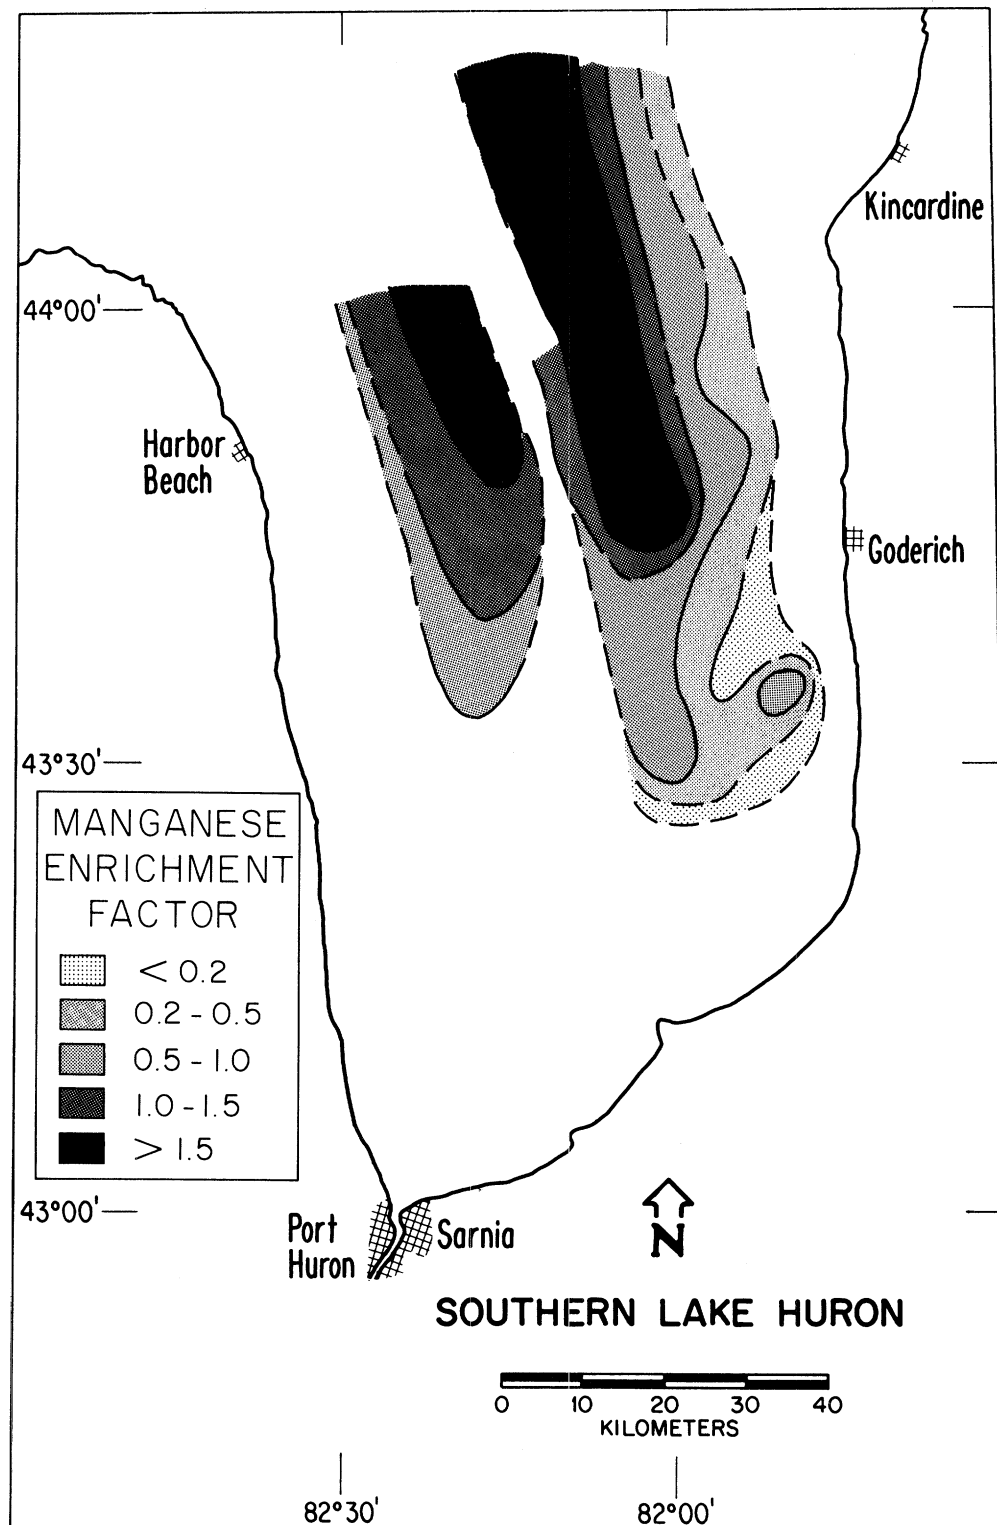 Kincardine
44°00'
Harbor
Beach
Goderich
43°30'
MANGANESE
ENRICHMENT
FACTOR
< 0.2
0.2 - 0.5
0.5 - 1.0
1.0 - 1.5
> 1.5
43°00'
Port
Huron
Sarnia
N
SOUTHERN LAKE HURON
0 10 20 30 40
KILOMETERS
82°30' 82°00'